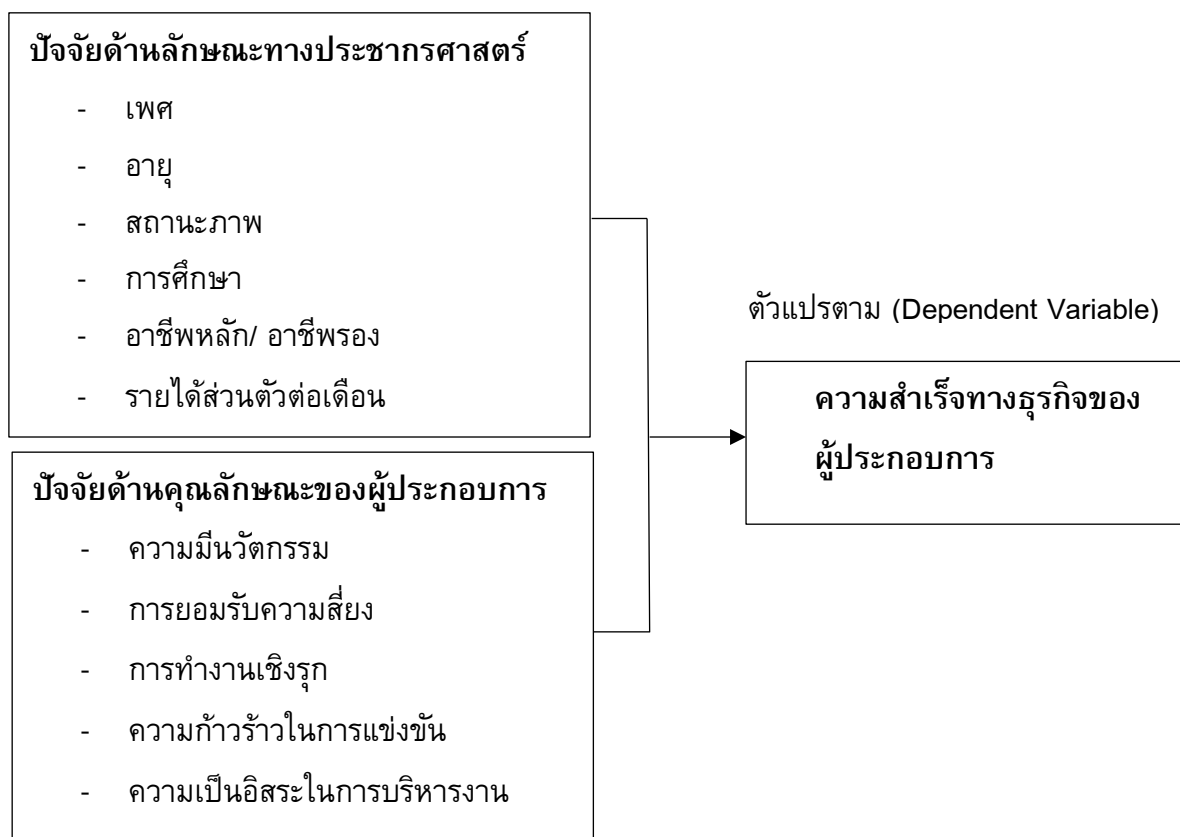 ปัจจัยด้านลักษณะทางประชากรศาสตร์
- เพศ
- อายุ
- สถานะภาพ
- การศึกษา
- อาชีพหลัก/ อาชีพรอง
- รายได้ส่วนตัวต่อเดือน
ปัจจัยด้านคุณลักษณะของผู้ประกอบการ
- ความมีนวัตกรรม
- การยอมรับความสี่ยง
- การทำงานเชิงรุก
- ความก้าวร้าวในการแข่งขัน
- ความเป็นอิสระในการบริหารงาน
ตัวแปรตาม (Dependent Variable)
ความสำเร็จทางธุรกิจของ
ผู้ประกอบการ